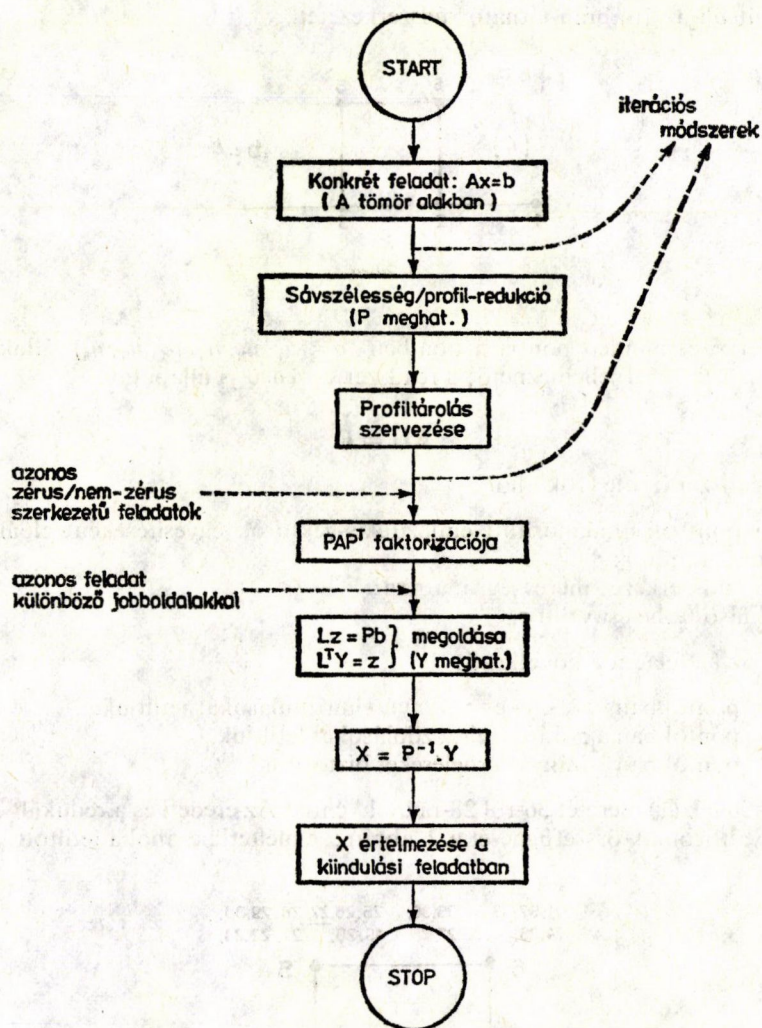 START
iterációs
módszerek
Konkrét feladat: Ax=b
( A tömör alakban )
Sávszélesség/profil-redukció
(P meghat.)
Profiltárolás
szervezése
azonos
zérus/nem-zérus
szerkezetű feladatok
PAPᵀ faktorizációja
azonos feladat
különböző jobboldalakkal
Lz = Pb } megoldása
LᵀY = z } (Y meghat.)
X = P⁻¹.Y
X értelmezése a
kiindulási feladatban
STOP